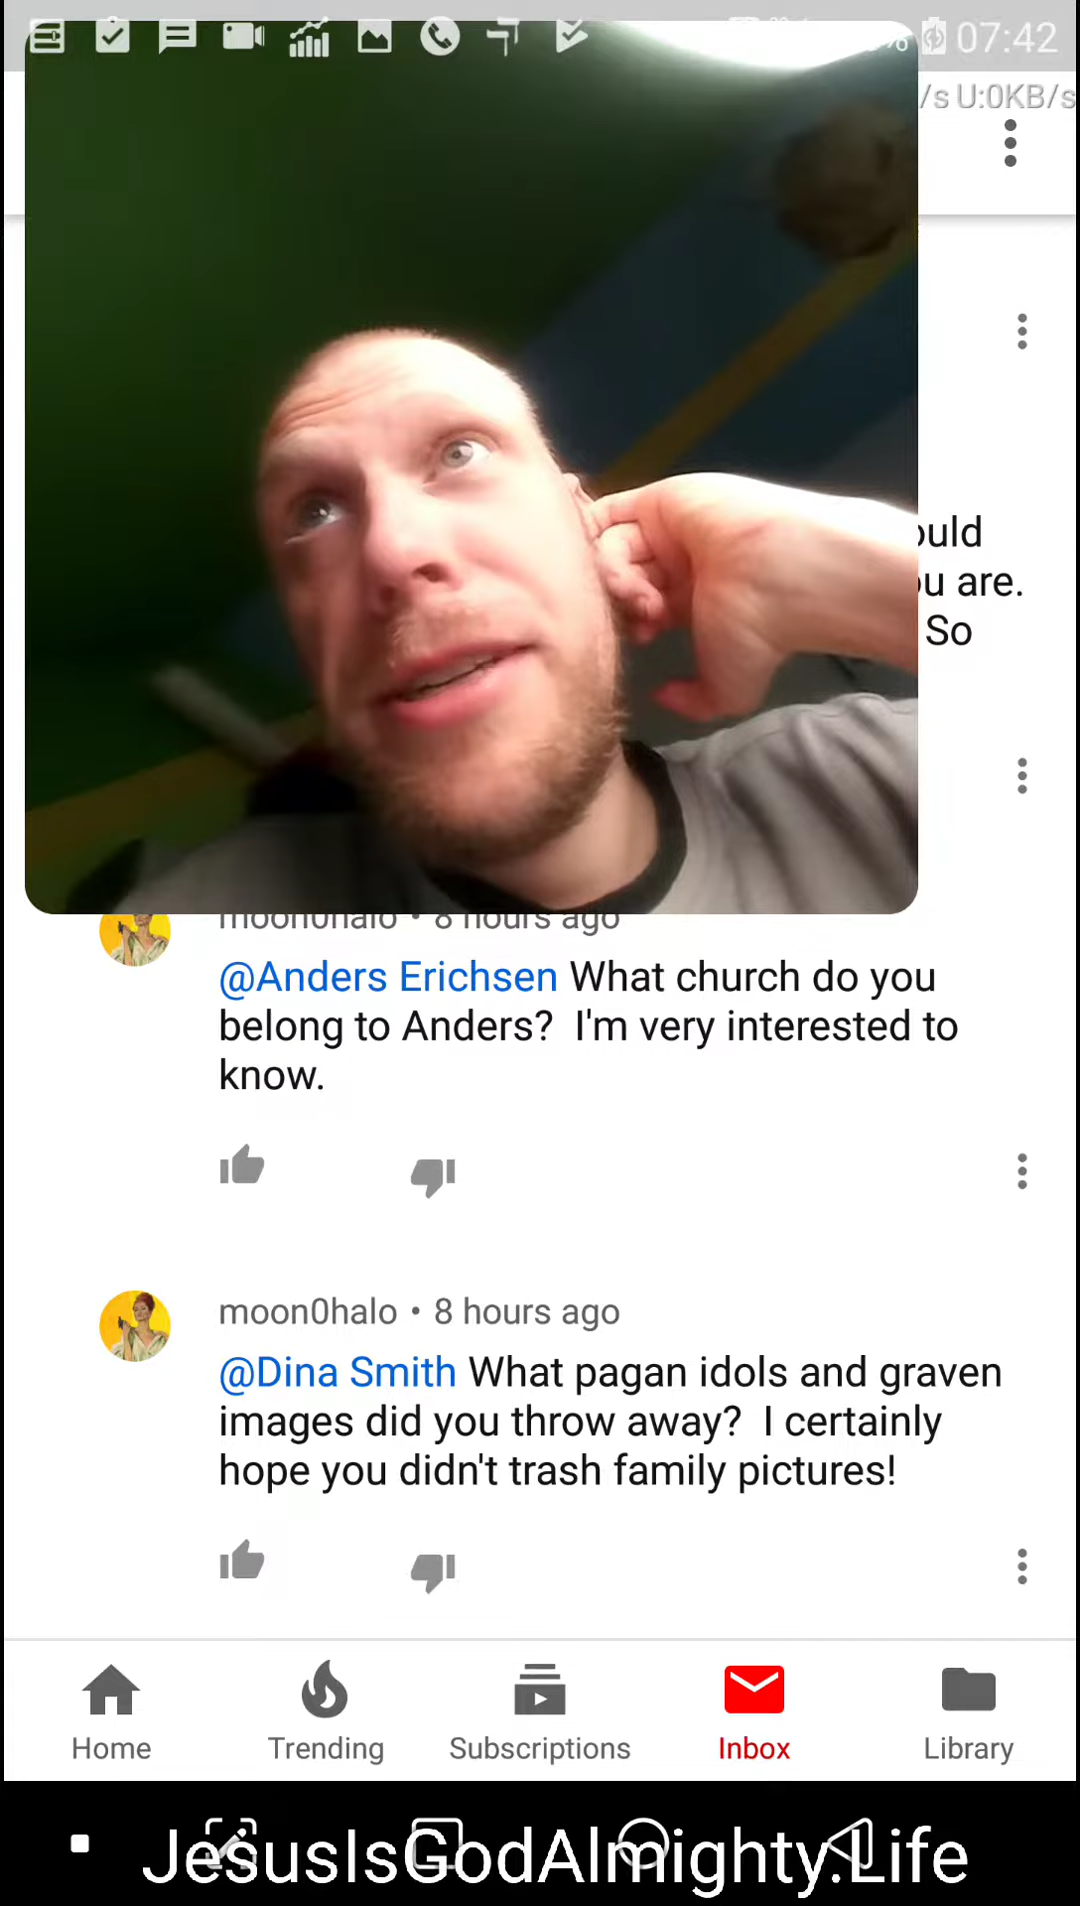 07:42
/s U:0KB/s
ould
u are.
So
moon0halo • 8 hours ago
@Anders Erichsen What church do you
belong to Anders? I'm very interested to
know.
moon0halo • 8 hours ago
@Dina Smith What pagan idols and graven
images did you throw away? I certainly
hope you didn't trash family pictures!
Home
Trending
Subscriptions
Inbox
Library
JesusIsGodAlmighty.Life